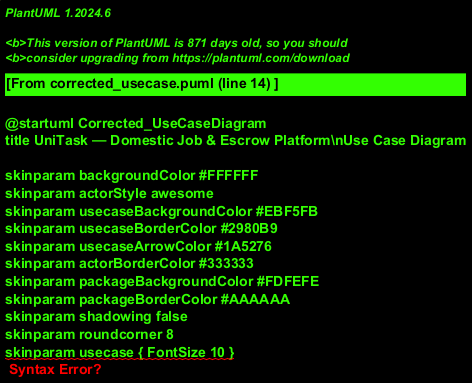 PlantUML 1.2024.6
<b>This version of PlantUML is 871 days old, so you should
<b>consider upgrading from https://plantuml.com/download
[From corrected_usecase.puml (line 14) ]
@startuml Corrected_UseCaseDiagram
title UniTask — Domestic Job & Escrow Platform\nUse Case Diagram
skinparam backgroundColor #FFFFFF
skinparam actorStyle awesome
skinparam usecaseBackgroundColor #EBF5FB
skinparam usecaseBorderColor #2980B9
skinparam usecaseArrowColor #1A5276
skinparam actorBorderColor #333333
skinparam packageBackgroundColor #FDFEFE
skinparam packageBorderColor #AAAAAA
skinparam shadowing false
skinparam roundcorner 8
skinparam usecase { FontSize 10 }
Syntax Error?